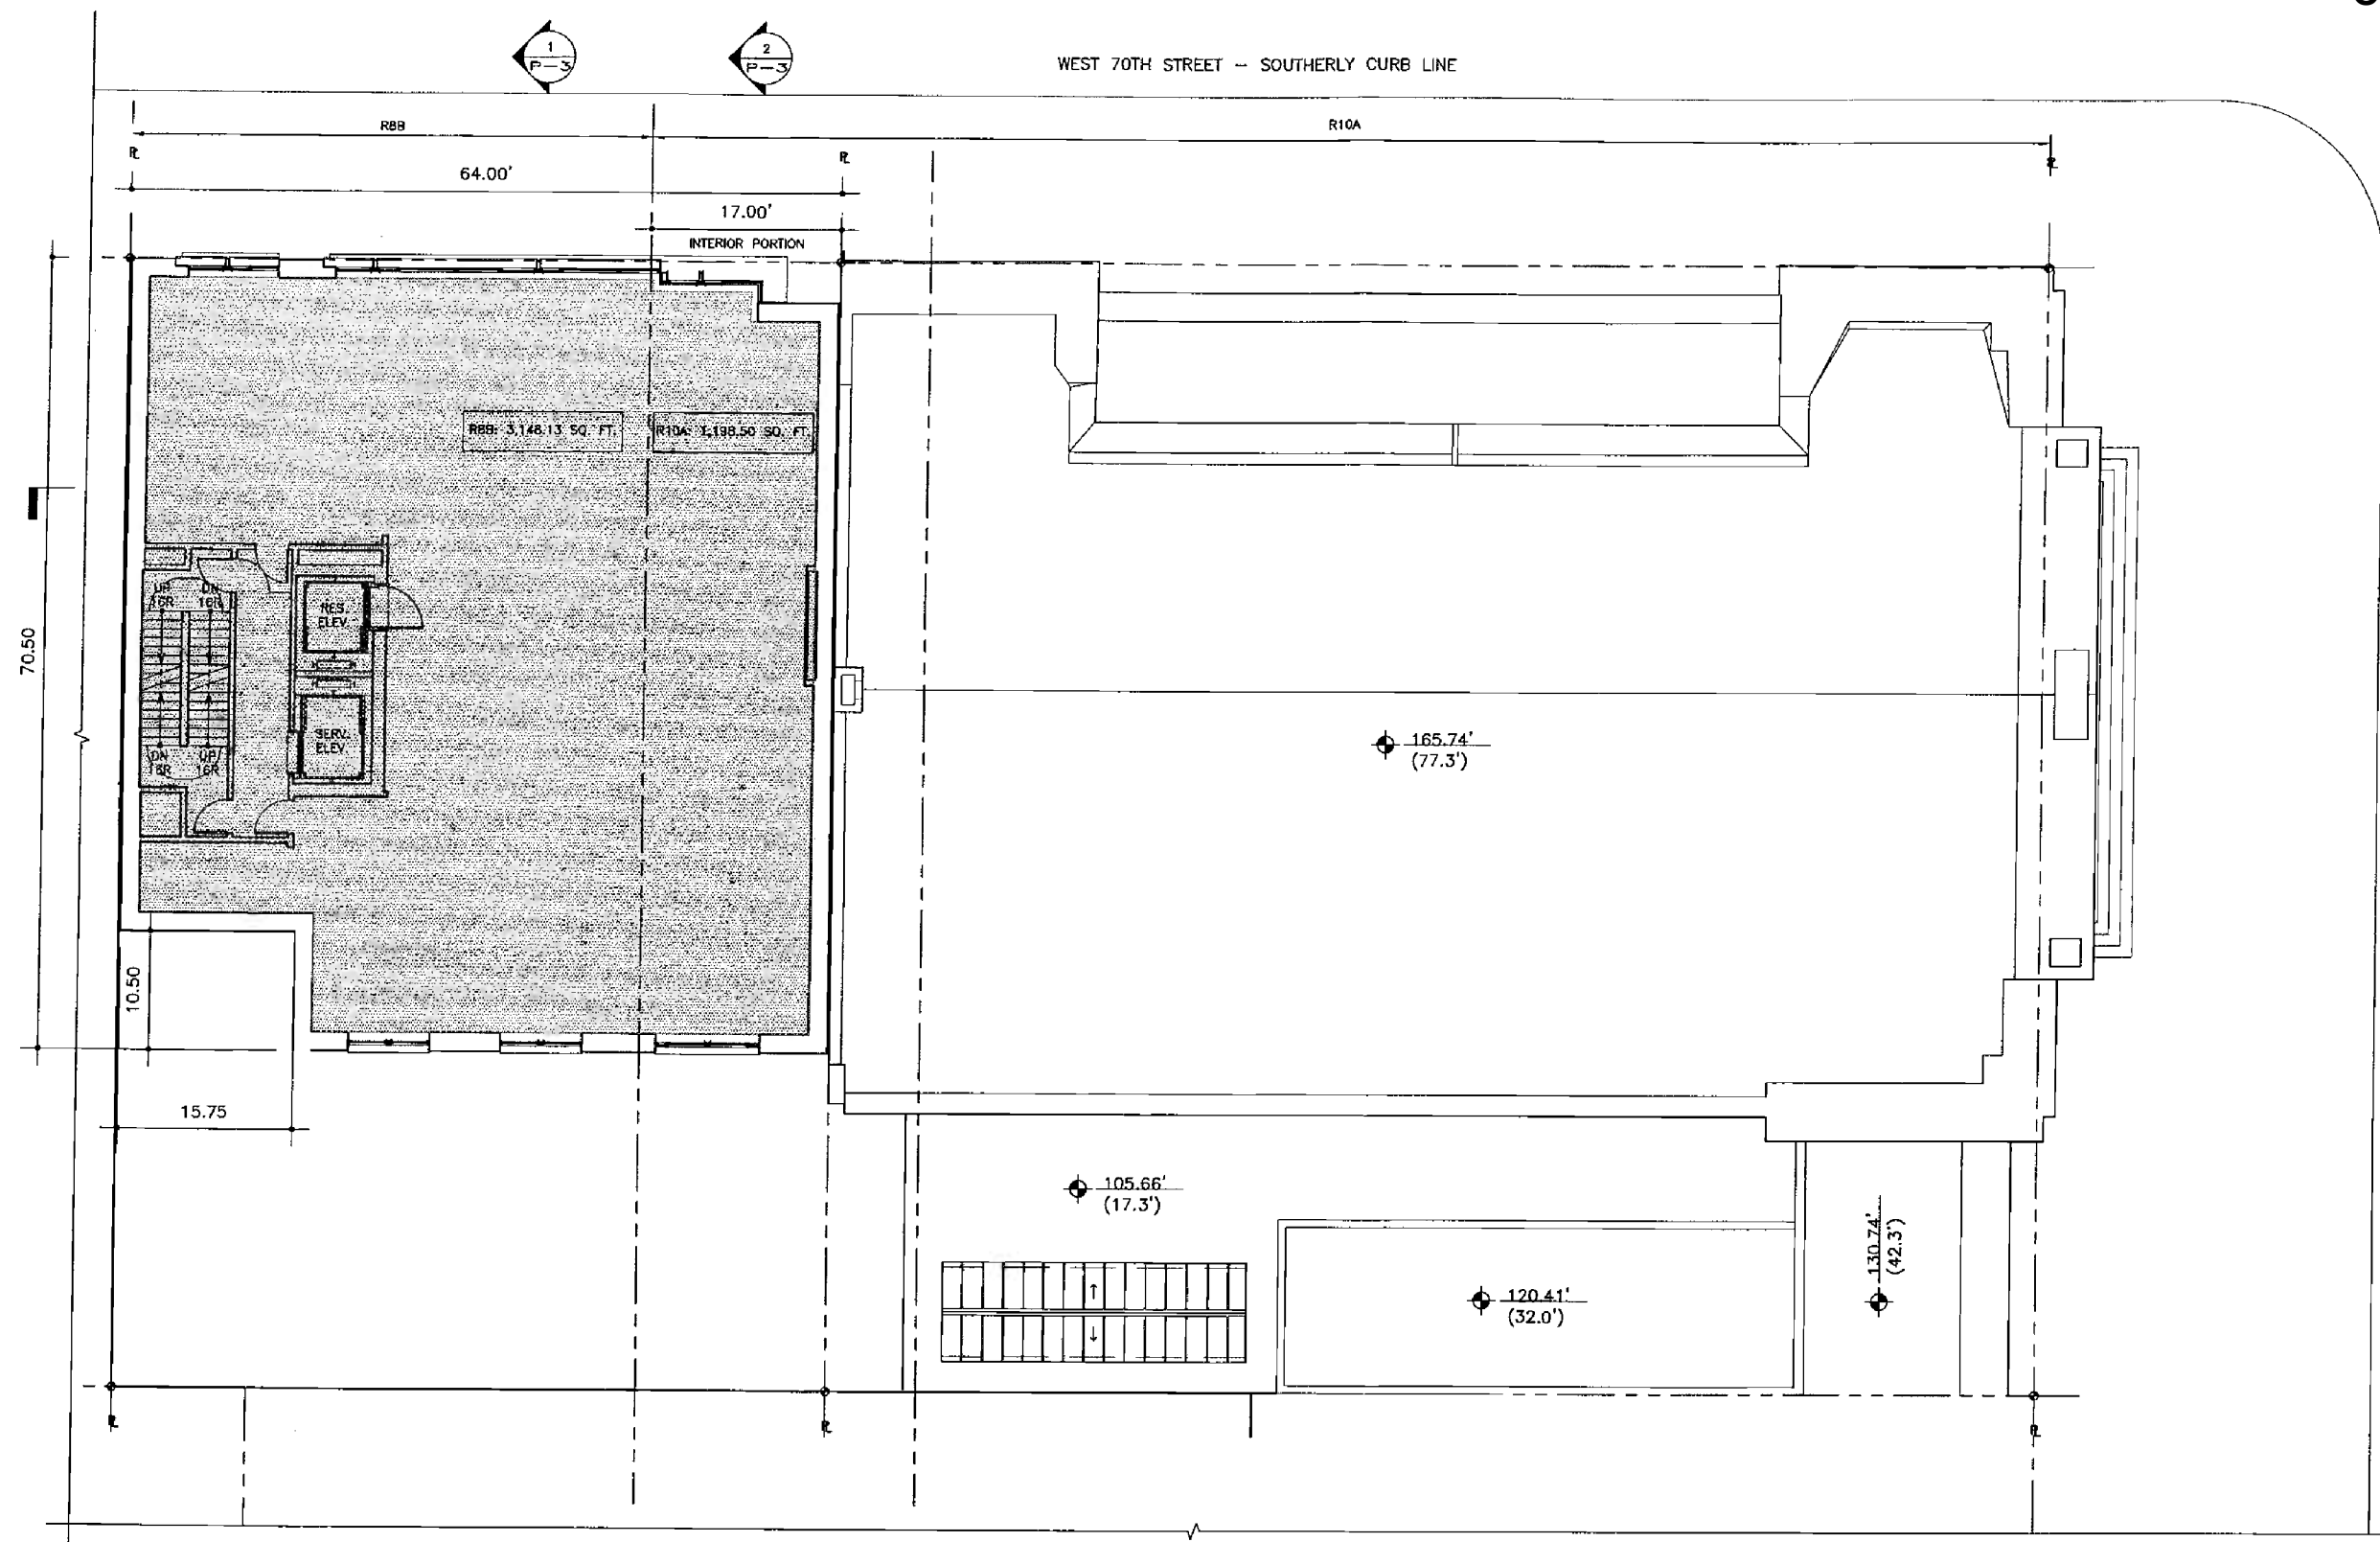 1
P-3
2
P-3
WEST 70TH STREET - SOUTHERLY CURB LINE
R8B
R10A
64.00'
17.00'
INTERIOR PORTION
R8B: 3,148.13 SQ. FT.
R10A: 1,198.50 SQ. FT.
UP
16R
DN
16R
RES.
ELEV.
70.50
165.74'
(77.3')
SERV.
ELEV.
DN
16R
UP
16R
10.50
15.75
105.66'
(17.3')
130.74'
(42.3')
120.41'
(32.0')